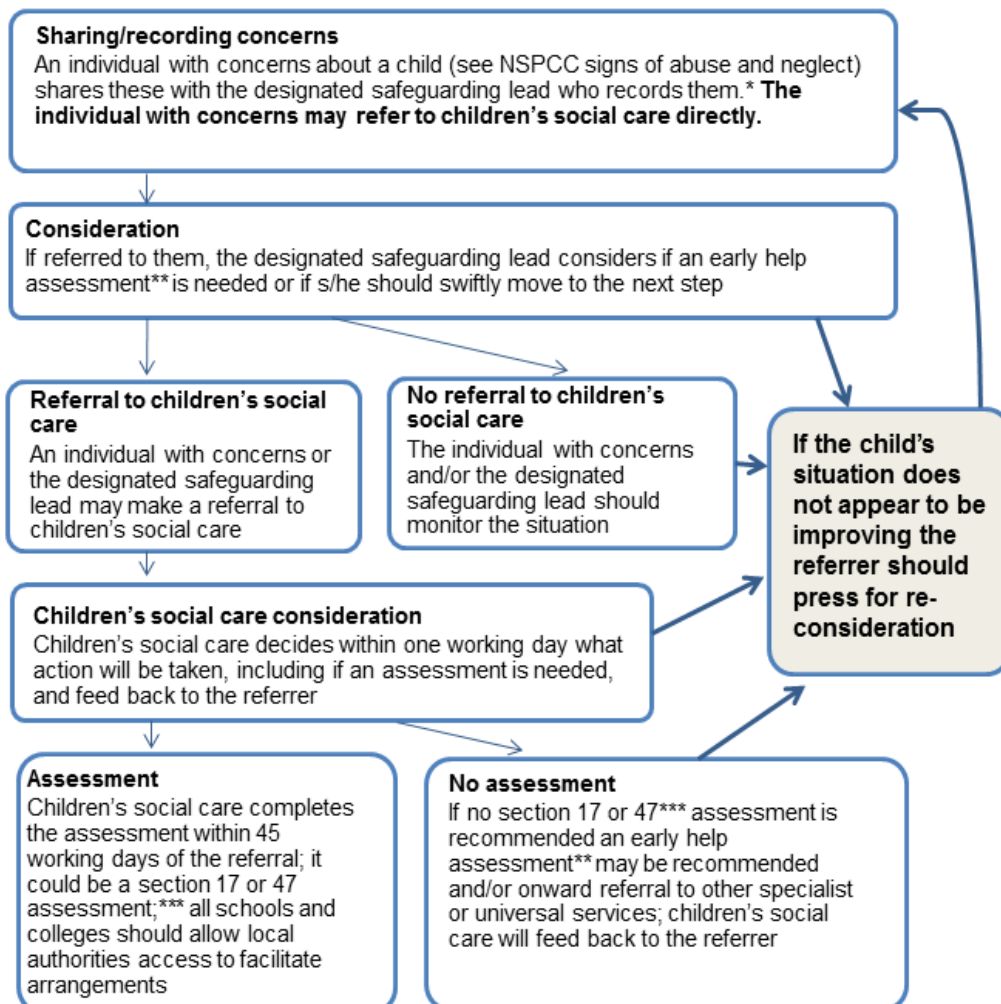 Sharing/recording concerns
An individual with concerns about a child (see NSPCC signs of abuse and neglect)
shares these with the designated safeguarding lead who records them.* The
individual with concerns may refer to children's social care directly.
Consideration
If referred to them, the designated safeguarding lead considers if an early help
assessment** is needed or if s/he should swiftly move to the next step
Referral to children's social
care
An individual with concerns or
the designated safeguarding
lead may make a referral to
children's social care
No referral to children's
social care
The individual with concerns
and/or the designated
safeguarding lead should
monitor the situation
If the child's
situation does
not appear to be
improving the
referrer should
press for re-
consideration
Children's social care consideration
Children's social care decides within one working day what
action will be taken, including if an assessment is needed,
and feed back to the referrer
Assessment
Children's social care completes
the assessment within 45
working days of the referral; it
could be a section 17 or 47
assessment;*** all schools and
colleges should allow local
authorities access to facilitate
arrangements
No assessment
If no section 17 or 47*** assessment is
recommended an early help
assessment** may be recommended
and/or onward referral to other specialist
or universal services; children's social
care will feed back to the referrer